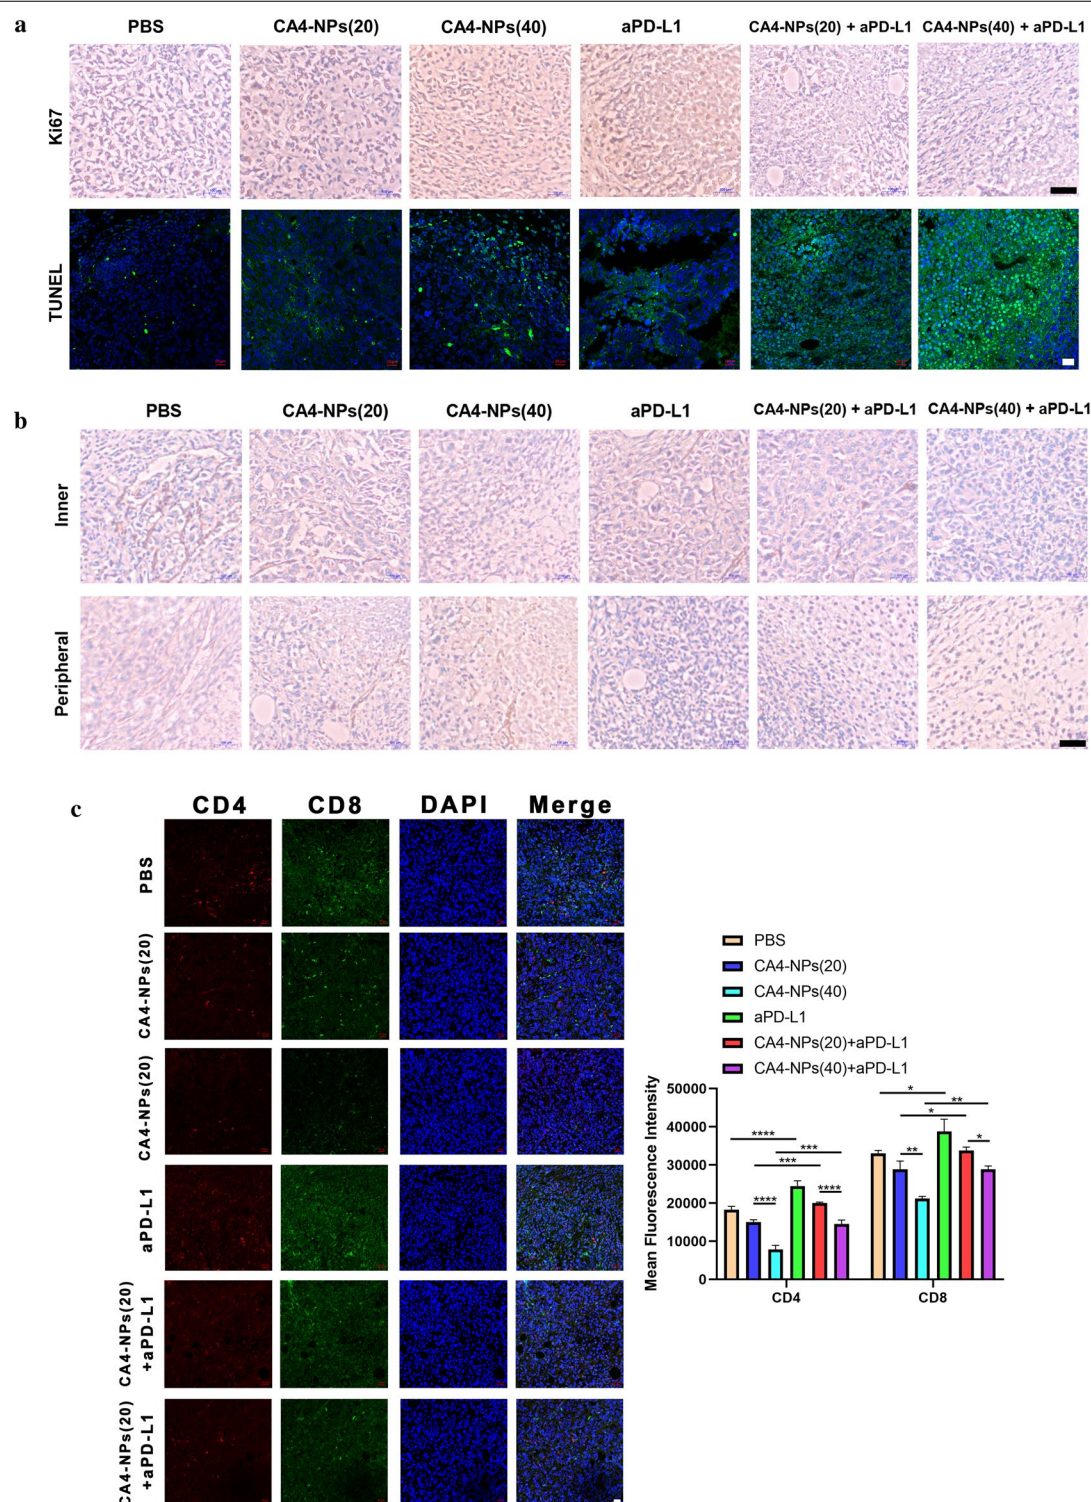 a
PBS CA4-NPs(20) CA4-NPs(40) aPD-L1 CA4-NPs(20) + aPD-L1 CA4-NPs(40) + aPD-L1
Ki67
TUNEL
b
PBS CA4-NPs(20) CA4-NPs(40) aPD-L1 CA4-NPs(20) + aPD-L1 CA4-NPs(40) + aPD-L1
Inner
Peripheral
c
CD4 CD8 DAPI Merge
PBS
CA4-NPs(20)
CA4-NPs(20)
aPD-L1
CA4-NPs(20)
+aPD-L1
CA4-NPs(20)
+aPD-L1
PBS
CA4-NPs(20)
CA4-NPs(40)
aPD-L1
CA4-NPs(20)+aPD-L1
CA4-NPs(40)+aPD-L1
Mean Fluorescence Intensity
50000
40000
30000
20000
10000
0
**** *** *** **** ****
* ** * ** *
CD4 CD8